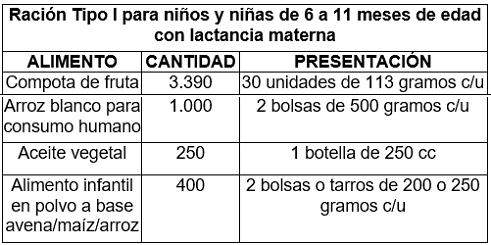 Ración Tipo I para niños y niñas de 6 a 11 meses de edad
con lactancia materna
ALIMENTO CANTIDAD PRESENTACIÓN
Compota de fruta 3.390 30 unidades de 113 gramos c/u
Arroz blanco para
consumo humano 1.000 2 bolsas de 500 gramos c/u
Aceite vegetal 250 1 botella de 250 cc
Alimento infantil
en polvo a base
avena/maíz/arroz 400 2 bolsas o tarros de 200 o 250
gramos c/u